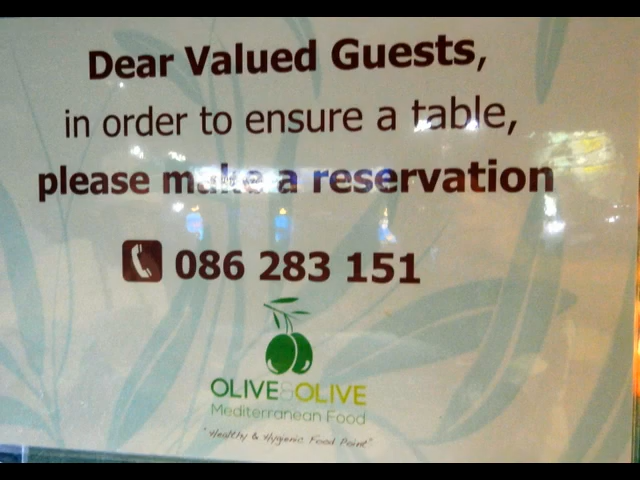 Dear Valued Guests,
in order to ensure a table,
please make a reservation
086 283 151
OLIVE&OLIVE
Mediterranean Food
"Healthy & Hygienic Food Point"